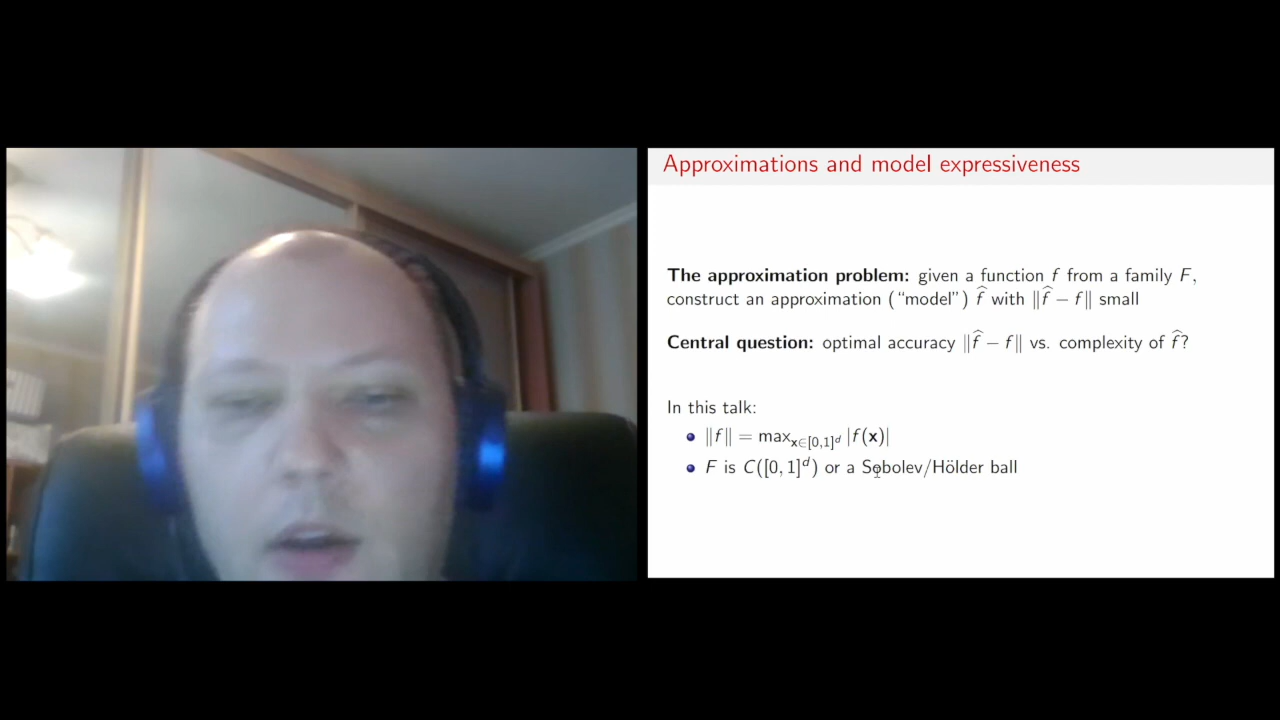 Approximations and model expressiveness
The approximation problem: given a function f from a family F,
construct an approximation (“model”) f̂ with ‖f̂ − f‖ small
Central question: optimal accuracy ‖f̂ − f‖ vs. complexity of f̂?
In this talk:
‖f‖ = max_{x∈[0,1]^d} |f(x)|
F is C([0, 1]^d) or a Sobolev/Hölder ball